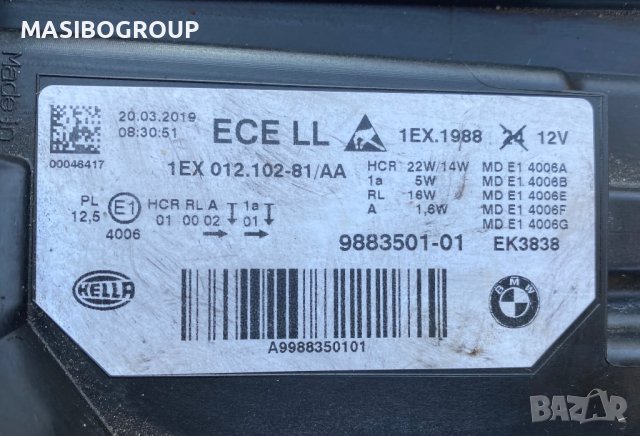 MASIBOGROUP
Made in
20.03.2019
08:30:51
ECE LL
1EX.1988 24 12V
00046417
1EX 012.102-81/AA
HCR 22W/14W MD E1 4006A
1a 5W MD E1 4006B
RL 16W MD E1 4006E
A 1,6W MD E1 4006F
MD E1 4006G
PL
12,5
E1
HCR RL A 1a
01 00 02 01
4006
9883501-01 EK3838
HELLA
BMW
A9988350101
BAZAR